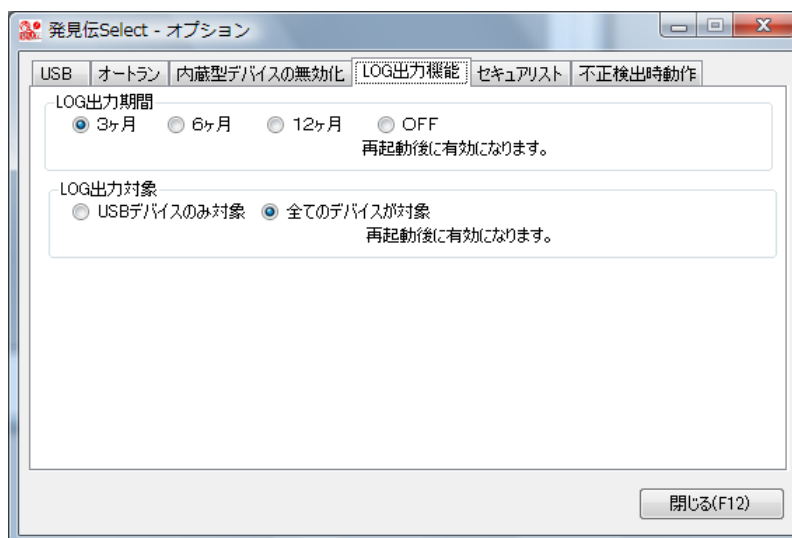 発見伝Select - オプション
USB オートラン 内蔵型デバイスの無効化 LOG出力機能 セキュアリスト 不正検出時動作
LOG出力期間
3ヶ月 6ヶ月 12ヶ月 OFF
再起動後に有効になります。
LOG出力対象
USBデバイスのみ対象 全てのデバイスが対象
再起動後に有効になります。
閉じる(F12)